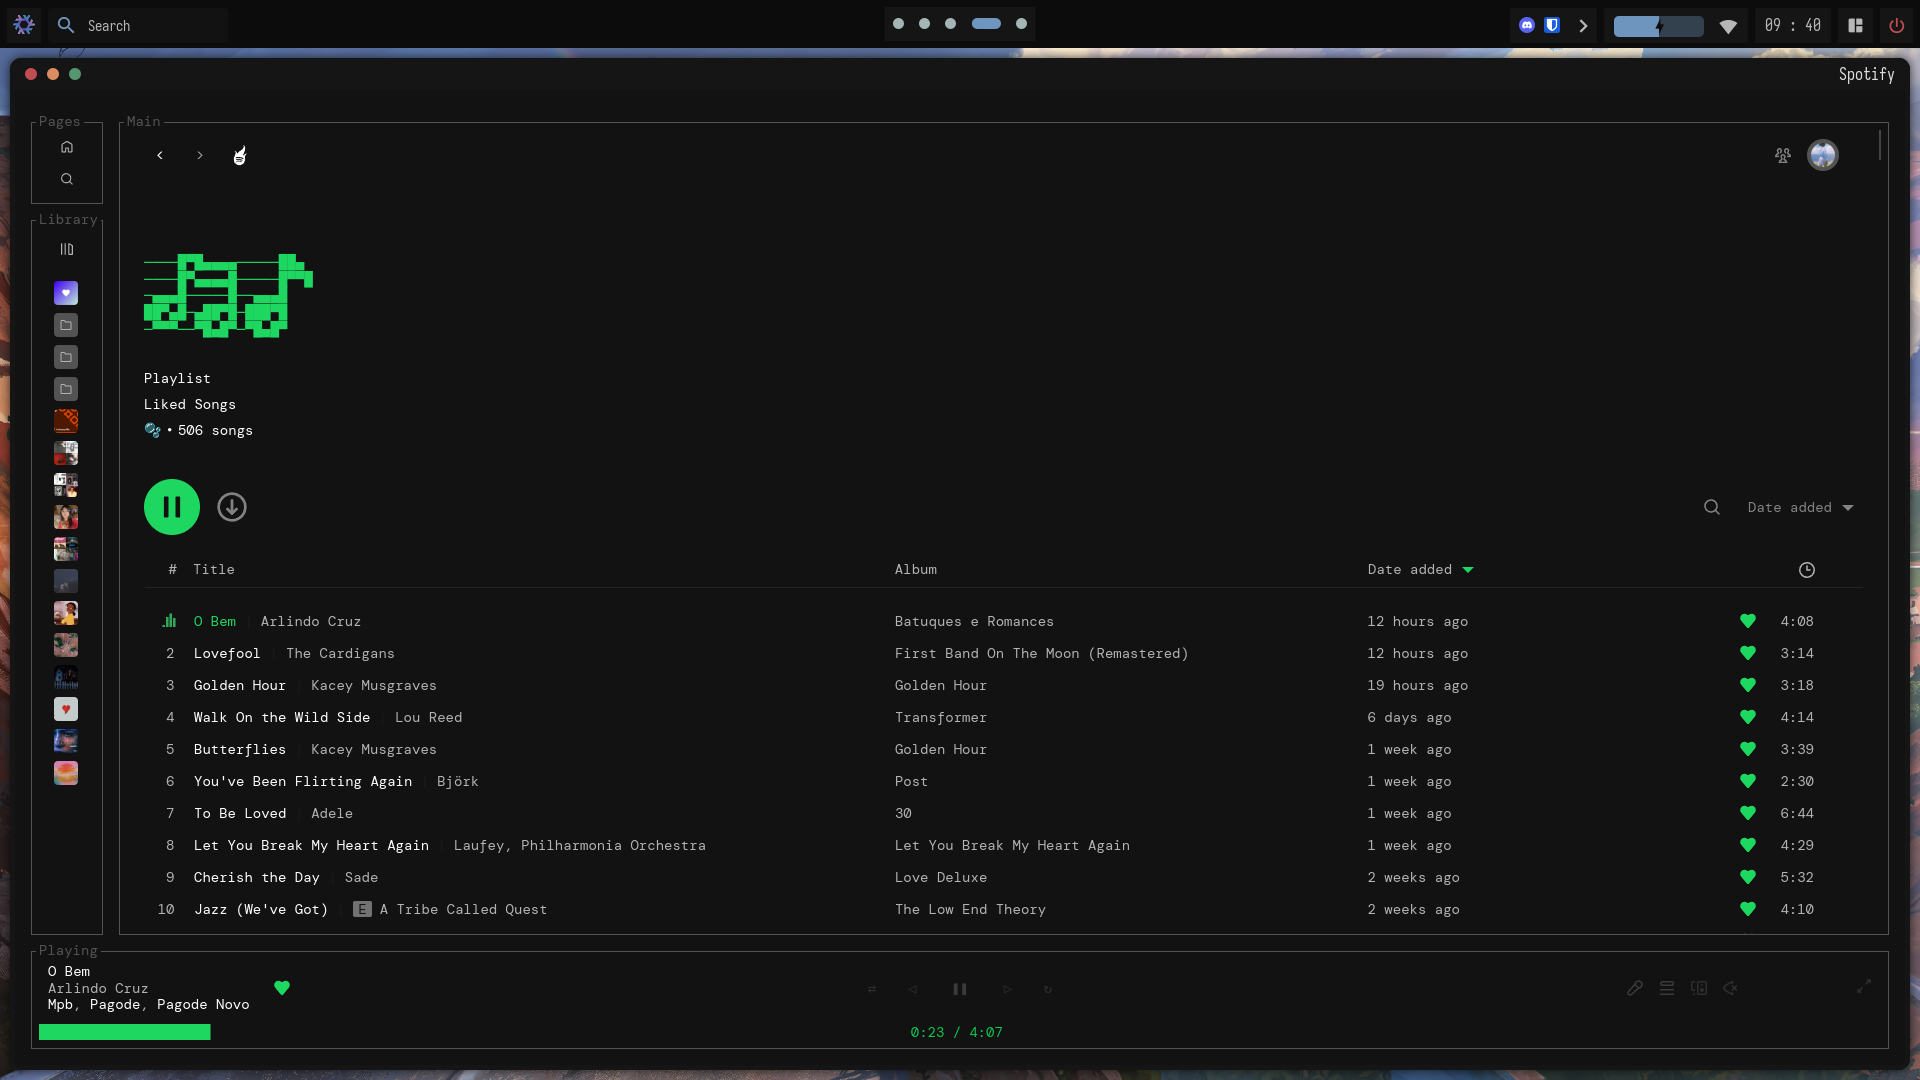 Search
09 : 40
Spotify
Pages
Main
Library
Playlist
Liked Songs
• 506 songs
Date added
# Title Album Date added
O Bem Arlindo Cruz Batuques e Romances 12 hours ago 4:08
2 Lovefool The Cardigans First Band On The Moon (Remastered) 12 hours ago 3:14
3 Golden Hour Kacey Musgraves Golden Hour 19 hours ago 3:18
4 Walk On the Wild Side Lou Reed Transformer 6 days ago 4:14
5 Butterflies Kacey Musgraves Golden Hour 1 week ago 3:39
6 You've Been Flirting Again Björk Post 1 week ago 2:30
7 To Be Loved Adele 30 1 week ago 6:44
8 Let You Break My Heart Again Laufey, Philharmonia Orchestra Let You Break My Heart Again 1 week ago 4:29
9 Cherish the Day Sade Love Deluxe 2 weeks ago 5:32
10 Jazz (We've Got) E A Tribe Called Quest The Low End Theory 2 weeks ago 4:10
Playing
O Bem
Arlindo Cruz
Mpb, Pagode, Pagode Novo
0:23 / 4:07